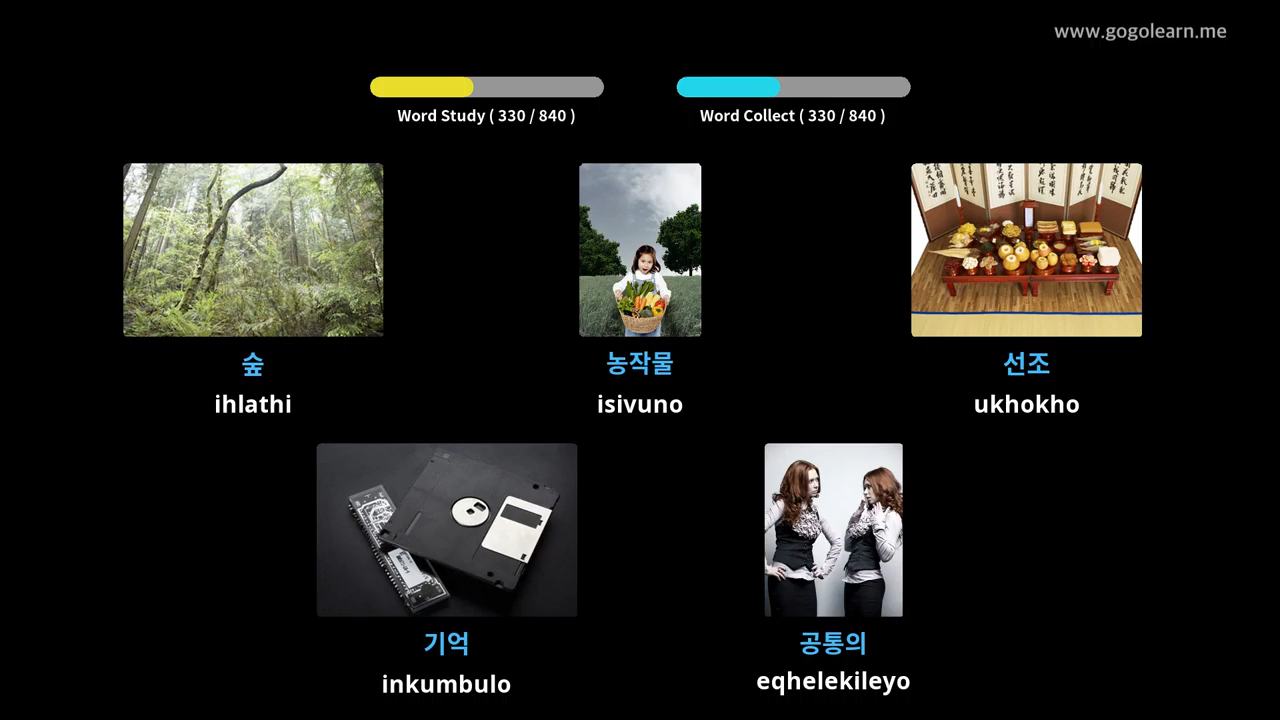 www.gogolearn.me
Word Study ( 330 / 840 )
Word Collect ( 330 / 840 )
숲
ihlathi
농작물
isivuno
선조
ukhokho
기억
inkumbulo
공통의
eqhelekileyo